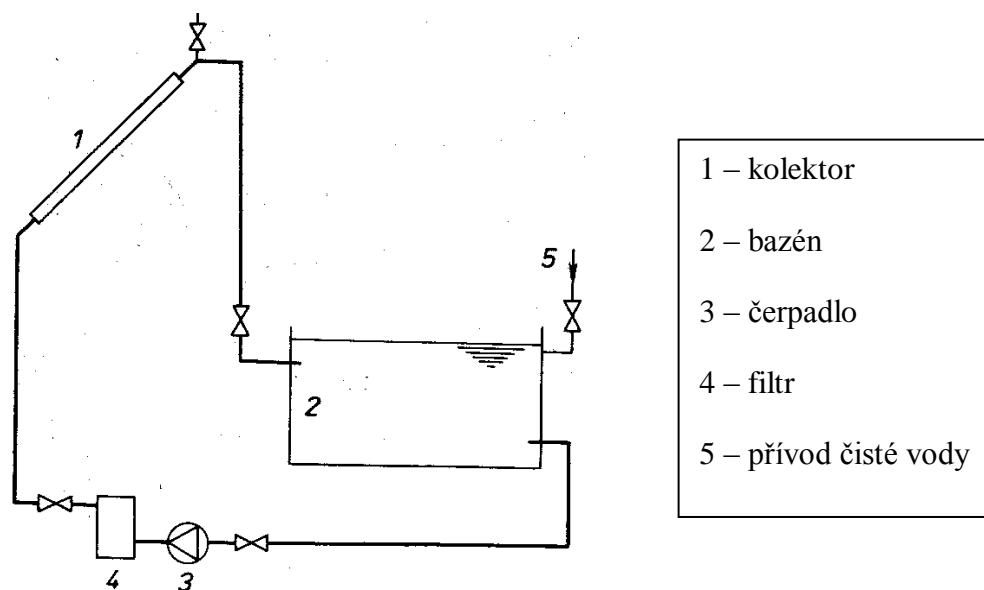 1
5
2
4
3
1 – kolektor
2 – bazén
3 – čerpadlo
4 – filtr
5 – přívod čisté vody